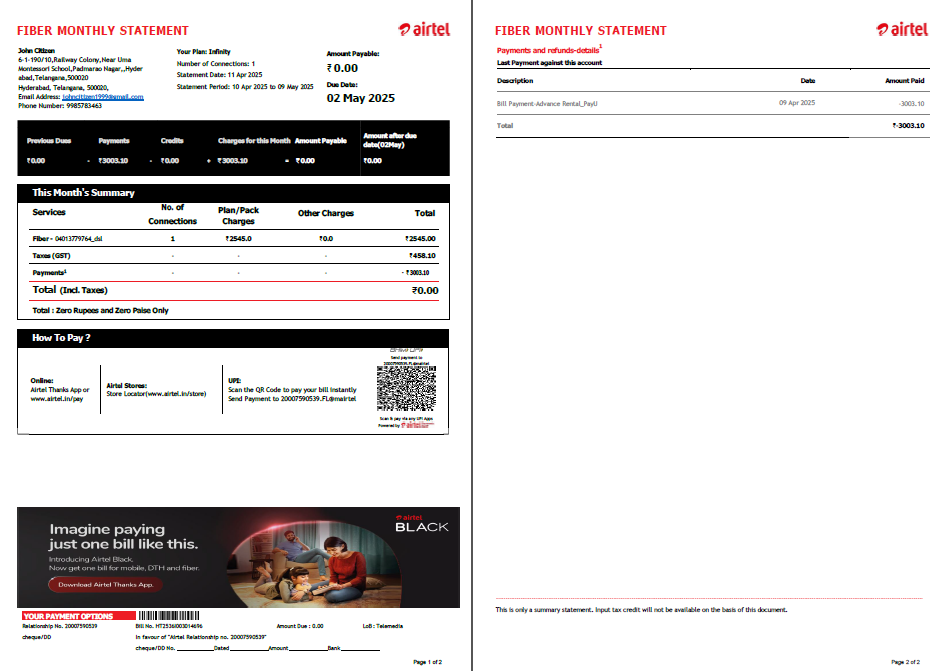 FIBER MONTHLY STATEMENT
airtel
John Citizen
6-1-190/10,Railway Colony,Near Uma
Montessori School,Padmarao Nagar,,Hyder
abad,Telangana,500020
Hyderabad, Telangana, 500020,
Email Address: johncitizen1999@gmail.com
Phone Number: 9985783463
Your Plan: Infinity
Number of Connections: 1
Statement Date: 11 Apr 2025
Statement Period: 10 Apr 2025 to 09 May 2025
Amount Payable:
₹ 0.00
Due Date:
02 May 2025
Previous Dues Payments Credits Charges for this Month Amount Payable Amount after due date(02May)
₹0.00 - ₹3003.10 - ₹0.00 + ₹3003.10 = ₹0.00 ₹0.00
This Month's Summary
Services No. of Connections Plan/Pack Charges Other Charges Total
Fiber - 04013779764_dsl 1 ₹2545.0 ₹0.0 ₹2545.00
Taxes (GST) - - - ₹458.10
Payments¹ - - - - ₹3003.10
Total (Incl. Taxes) ₹0.00
Total : Zero Rupees and Zero Paise Only
How To Pay ?
Online:
Airtel Thanks App or
www.airtel.in/pay
Airtel Stores:
Store Locator(www.airtel.in/store)
UPI:
Scan the QR Code to pay your bill instantly
Send Payment to 20007590539.FL@mairtel
Send payment to
20007590539.FL@mairtel
Scan & pay via any UPI Apps
Powered by
Imagine paying
just one bill like this.
Introducing Airtel Black.
Now get one bill for mobile, DTH and fiber.
Download Airtel Thanks App.
airtel
BLACK
YOUR PAYMENT OPTIONS
Relationship No. 20007590539 Bill No. HT2536I003014696 Amount Due : 0.00 LoB : Telemedia
cheque/DD In favour of "Airtel Relationship no. 20007590539"
cheque/DD No. ________Dated ________Amount________Bank ________
Page 1 of 2
FIBER MONTHLY STATEMENT
airtel
Payments and refunds-details¹
Last Payment against this account
Description Date Amount Paid
Bill Payment-Advance Rental_PayU 09 Apr 2025 -3003.10
Total ₹-3003.10
This is only a summary statement. Input tax credit will not be available on the basis of this document.
Page 2 of 2